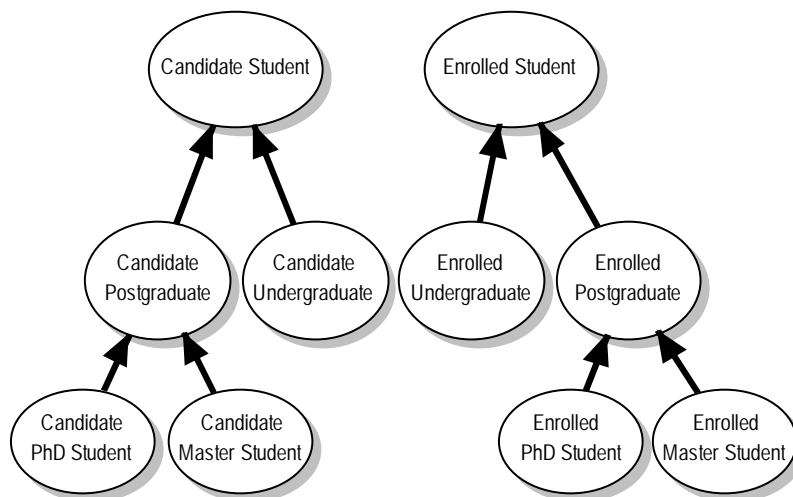 Candidate Student
Enrolled Student
Candidate
Postgraduate
Candidate
Undergraduate
Enrolled
Undergraduate
Enrolled
Postgraduate
Candidate
PhD Student
Candidate
Master Student
Enrolled
PhD Student
Enrolled
Master Student